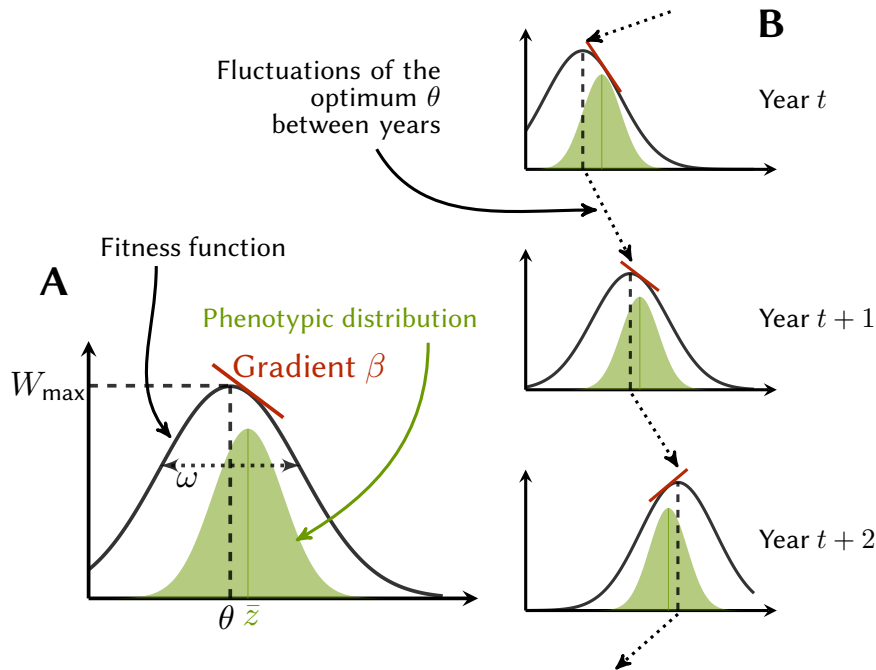 B
Fluctuations of the
optimum θ
between years
Year t
Fitness function
A
Phenotypic distribution
Year t + 1
Gradient β
W_max
ω
Year t + 2
θ z̄